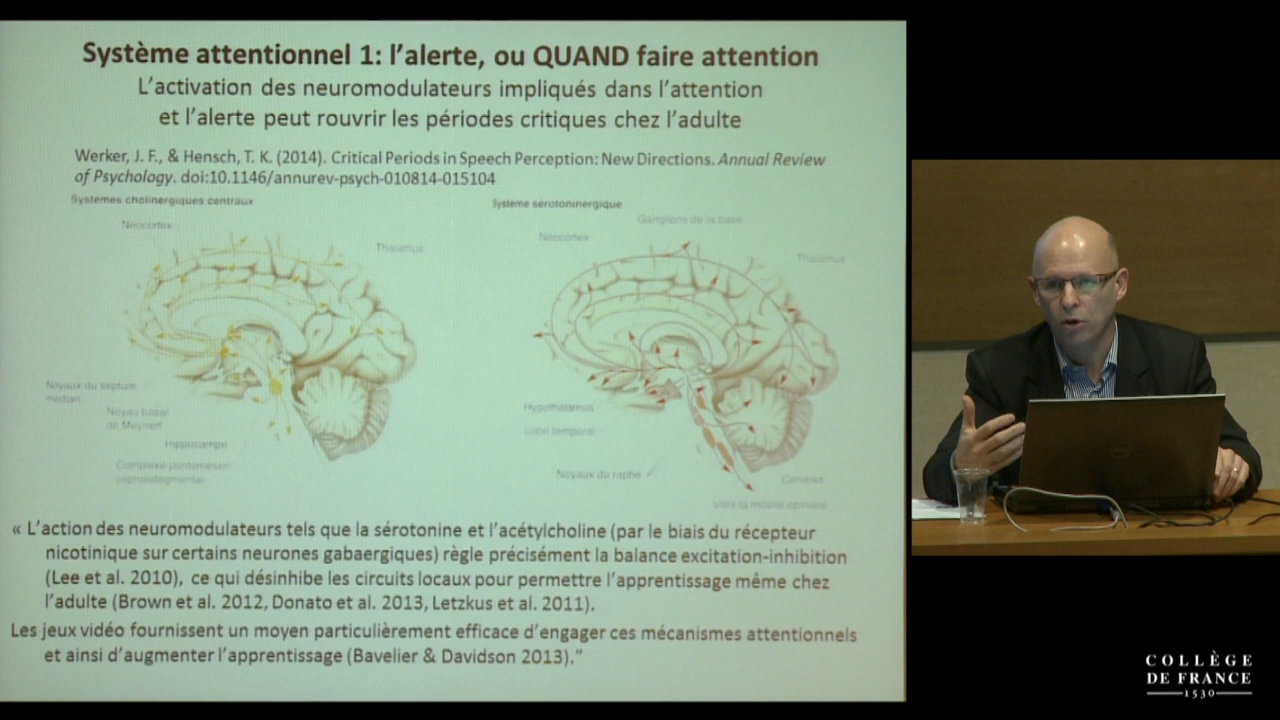 Système attentionnel 1: l'alerte, ou QUAND faire attention
L'activation des neuromodulateurs impliqués dans l'attention
et l'alerte peut rouvrir les périodes critiques chez l'adulte
Werker, J. F., & Hensch, T. K. (2014). Critical Periods in Speech Perception: New Directions. Annual Review
of Psychology. doi:10.1146/annurev-psych-010814-015104
Systèmes cholinergiques centraux
Néocortex
Thalamus
Noyaux du septum
médian
Noyau basal
de Meynert
Hippocampe
Complexe pontomésen-
céphalotegmental
Système sérotoninergique
Ganglions de la base
Néocortex
Thalamus
Hypothalamus
Lobe temporal
Noyaux du raphe
Cervelet
Vers la moelle épinière
« L'action des neuromodulateurs tels que la sérotonine et l'acétylcholine (par le biais du récepteur
nicotinique sur certains neurones gabaergiques) règle précisément la balance excitation-inhibition
(Lee et al. 2010), ce qui désinhibe les circuits locaux pour permettre l'apprentissage même chez
l'adulte (Brown et al. 2012, Donato et al. 2013, Letzkus et al. 2011).
Les jeux vidéo fournissent un moyen particulièrement efficace d'engager ces mécanismes attentionnels
et ainsi d'augmenter l'apprentissage (Bavelier & Davidson 2013)."
COLLÈGE
DE FRANCE
1530